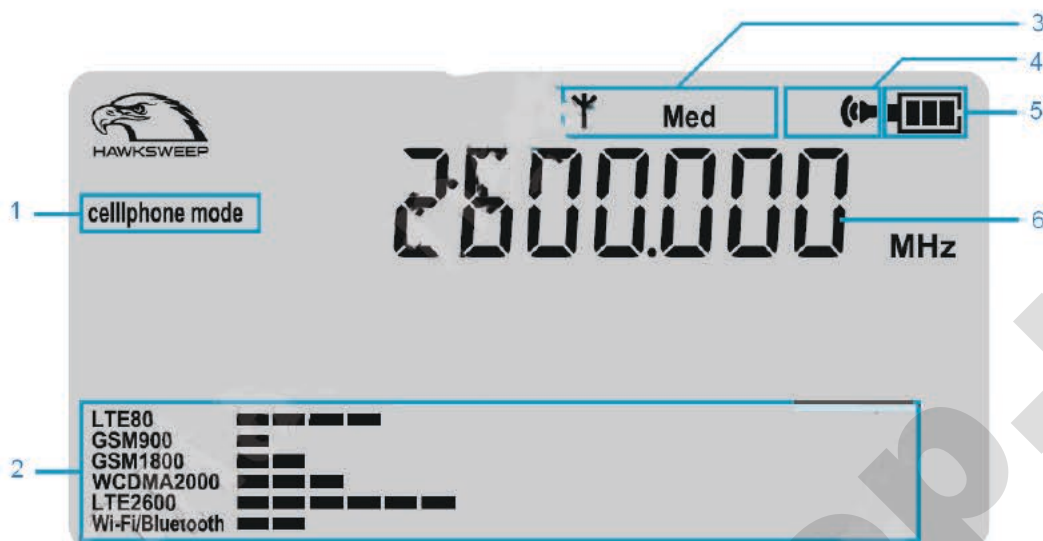 3
4
Med
5
HAWKSWEEP
1
celllphone mode
2600.000
6
MHz
LTE80
GSM900
GSM1800
2
WCDMA2000
LTE2600
Wi-Fi/Bluetooth